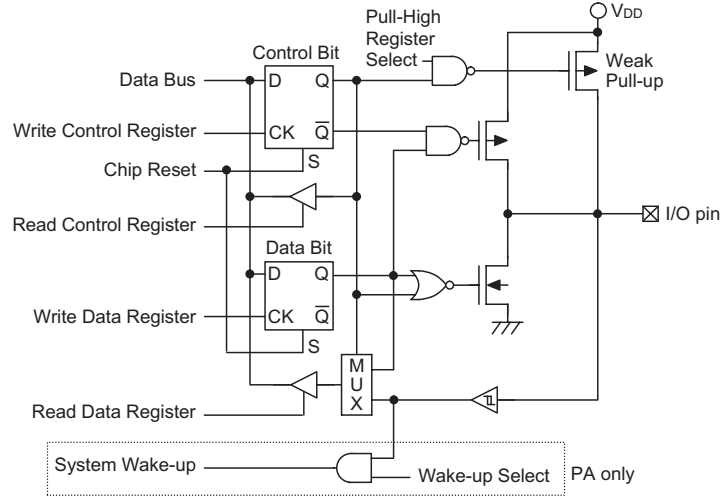 V_DD
Pull-High
Register
Select
Control Bit
Weak
Pull-up
Data Bus
D
Q
Write Control Register
CK
Q̅
Chip Reset
S
Read Control Register
I/O pin
Data Bit
D
Q
Write Data Register
CK
Q̅
S
M
U
X
Read Data Register
System Wake-up
Wake-up Select
PA only